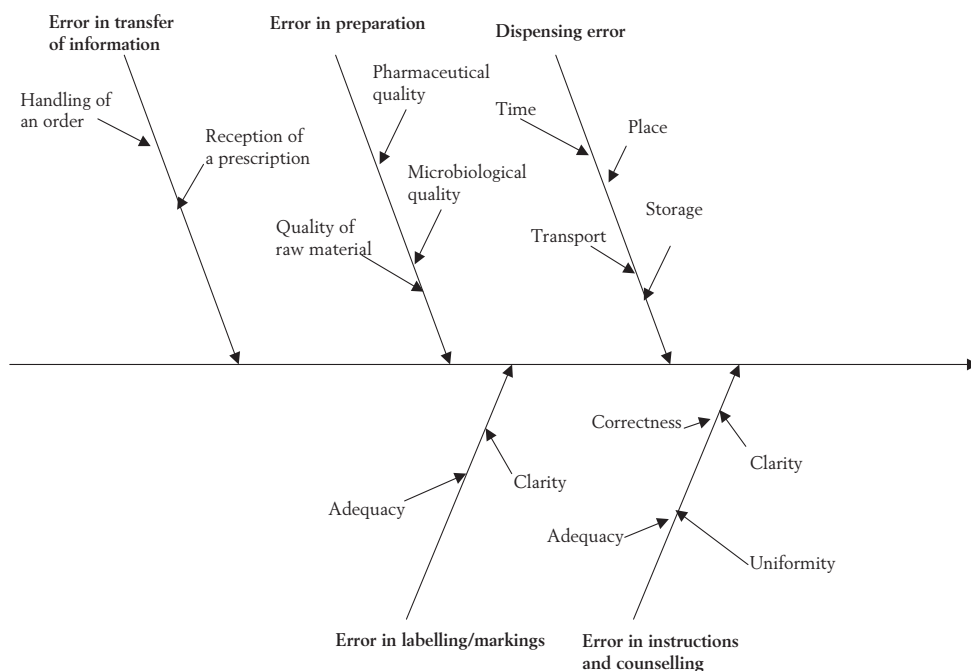 Error in transfer
of information
Handling of
an order
Reception of
a prescription
Error in preparation
Pharmaceutical
quality
Microbiological
quality
Quality of
raw material
Dispensing error
Time
Place
Storage
Transport
Adequacy
Clarity
Error in labelling/markings
Correctness
Clarity
Adequacy
Uniformity
Error in instructions
and counselling